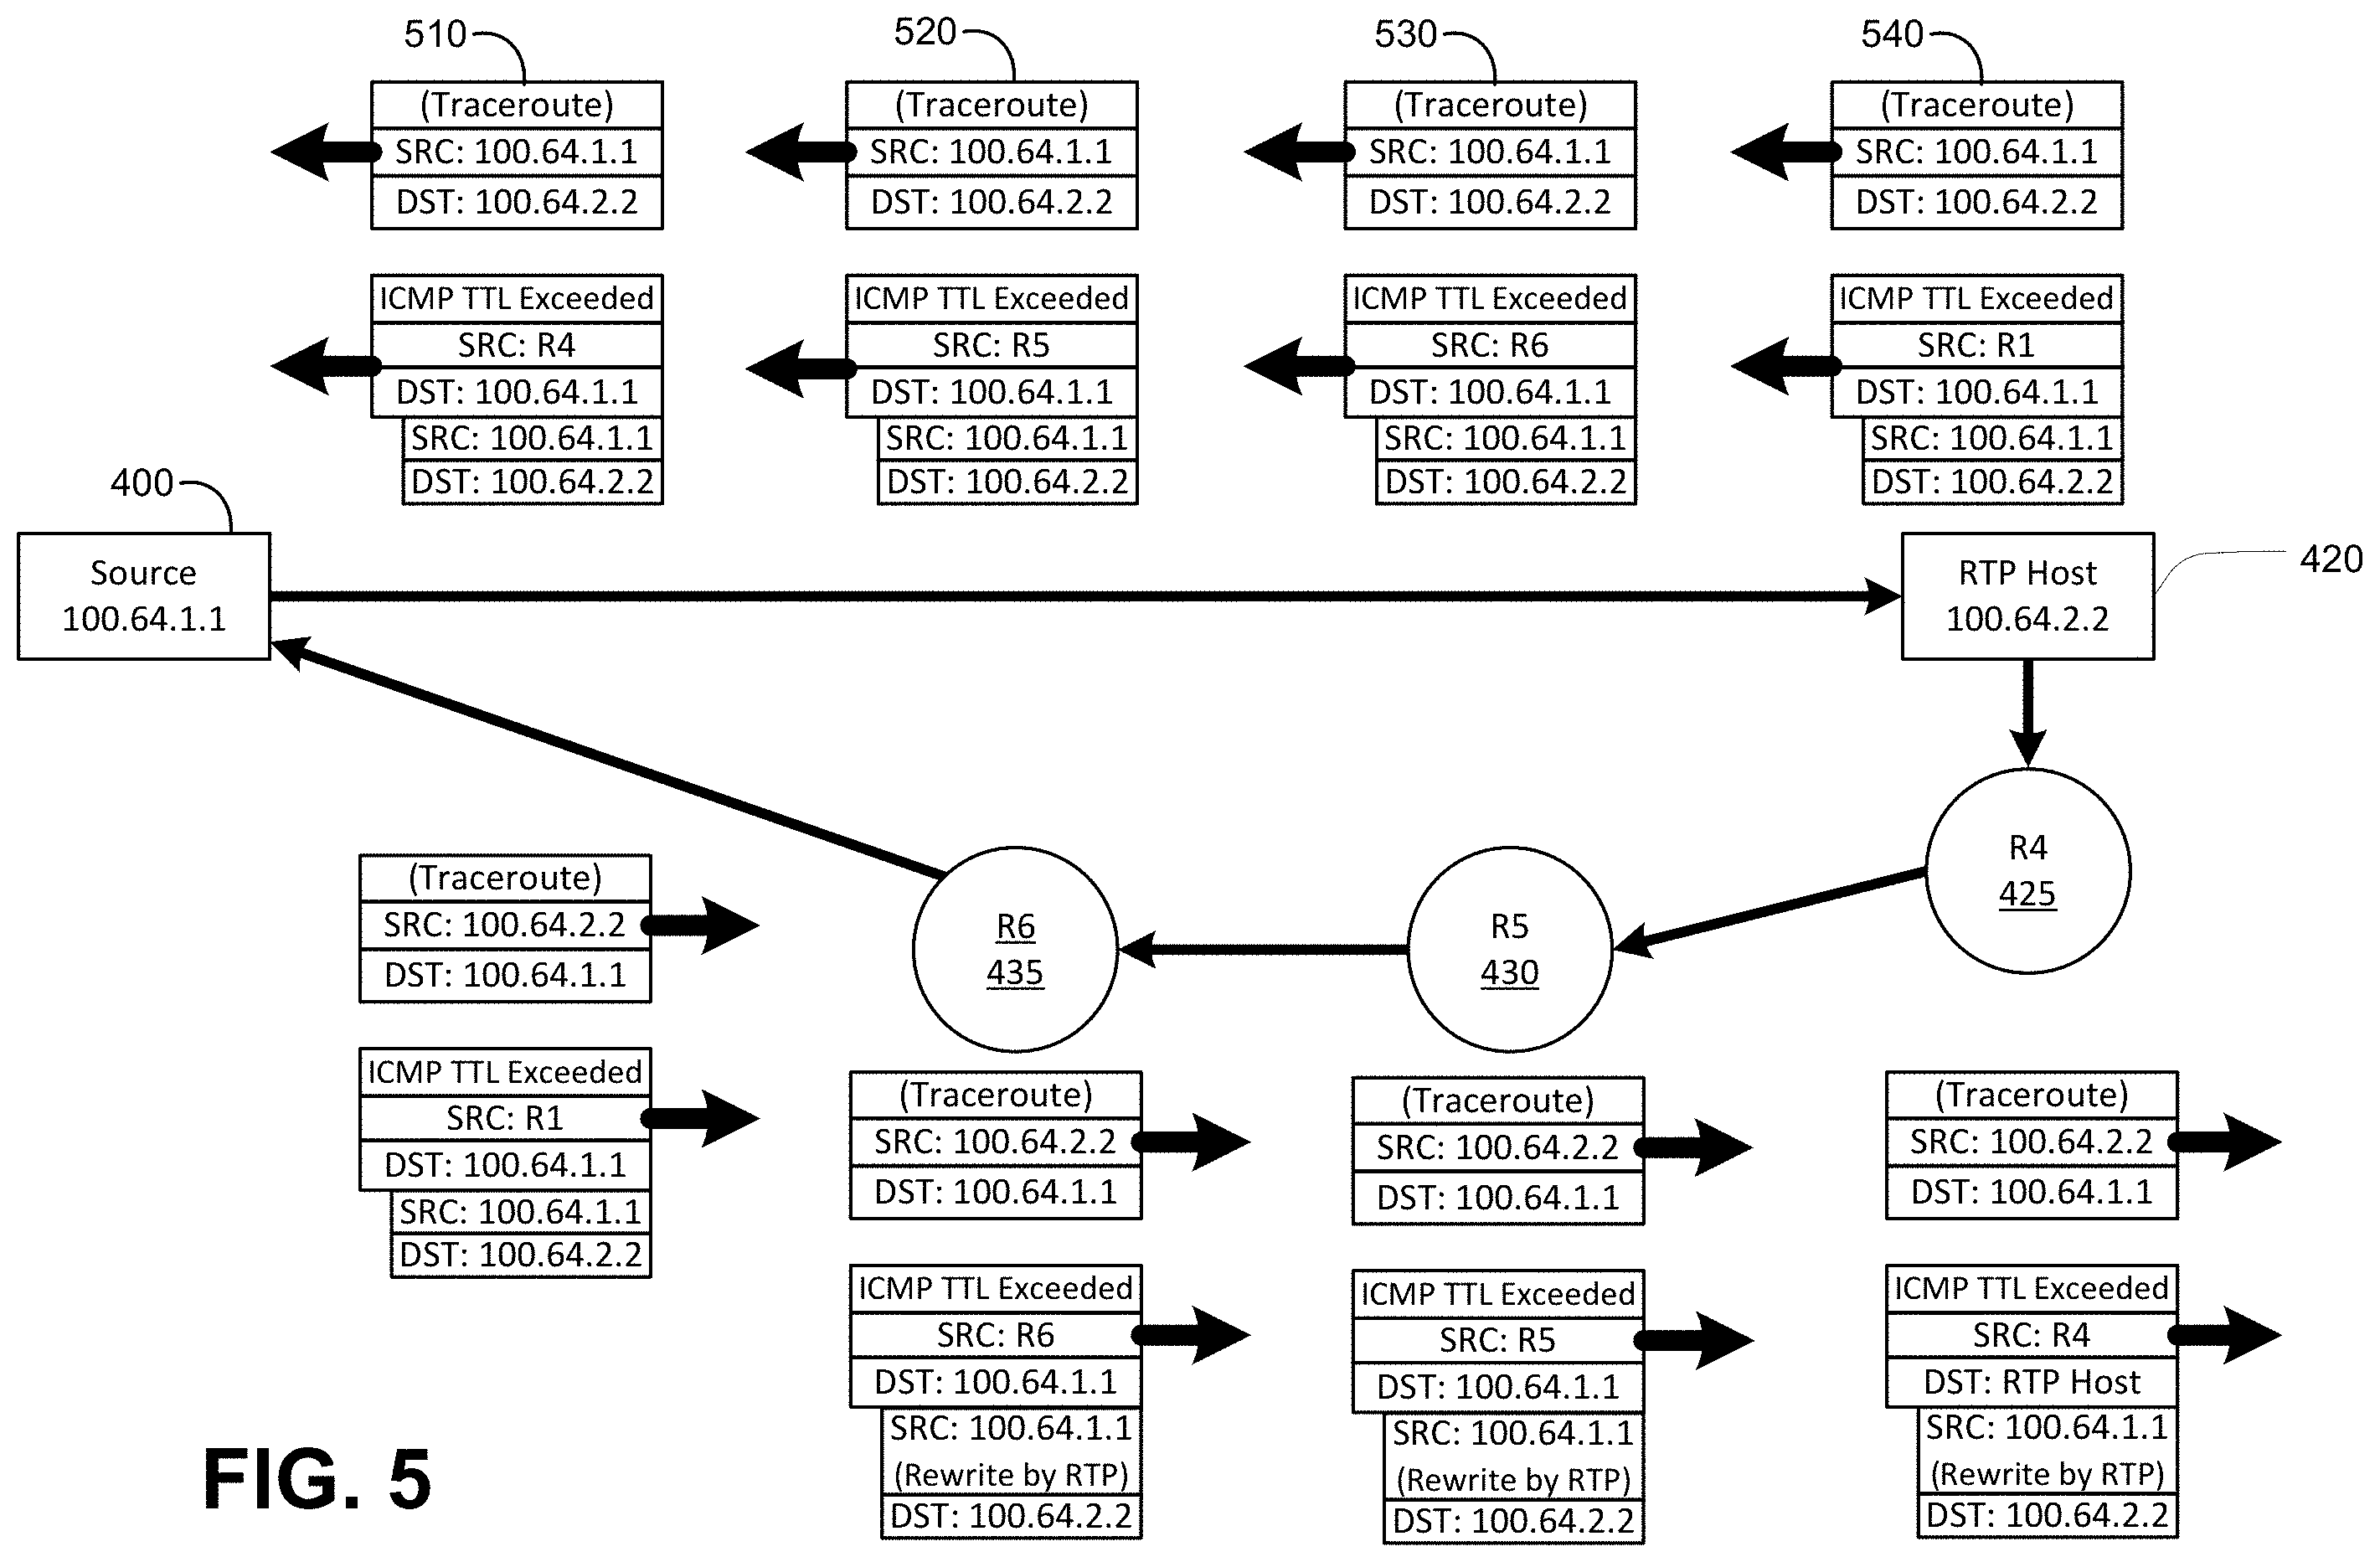 510
520
530
540
(Traceroute)
SRC: 100.64.1.1
DST: 100.64.2.2
(Traceroute)
SRC: 100.64.1.1
DST: 100.64.2.2
(Traceroute)
SRC: 100.64.1.1
DST: 100.64.2.2
(Traceroute)
SRC: 100.64.1.1
DST: 100.64.2.2
ICMP TTL Exceeded
SRC: R4
DST: 100.64.1.1
SRC: 100.64.1.1
DST: 100.64.2.2
ICMP TTL Exceeded
SRC: R5
DST: 100.64.1.1
SRC: 100.64.1.1
DST: 100.64.2.2
ICMP TTL Exceeded
SRC: R6
DST: 100.64.1.1
SRC: 100.64.1.1
DST: 100.64.2.2
ICMP TTL Exceeded
SRC: R1
DST: 100.64.1.1
SRC: 100.64.1.1
DST: 100.64.2.2
400
Source
100.64.1.1
RTP Host
100.64.2.2
420
R4
425
R5
430
R6
435
(Traceroute)
SRC: 100.64.2.2
DST: 100.64.1.1
ICMP TTL Exceeded
SRC: R1
DST: 100.64.1.1
SRC: 100.64.1.1
DST: 100.64.2.2
(Traceroute)
SRC: 100.64.2.2
DST: 100.64.1.1
ICMP TTL Exceeded
SRC: R6
DST: 100.64.1.1
SRC: 100.64.1.1
(Rewrite by RTP)
DST: 100.64.2.2
(Traceroute)
SRC: 100.64.2.2
DST: 100.64.1.1
ICMP TTL Exceeded
SRC: R5
DST: 100.64.1.1
SRC: 100.64.1.1
(Rewrite by RTP)
DST: 100.64.2.2
(Traceroute)
SRC: 100.64.2.2
DST: 100.64.1.1
ICMP TTL Exceeded
SRC: R4
DST: RTP Host
SRC: 100.64.1.1
(Rewrite by RTP)
DST: 100.64.2.2
FIG. 5